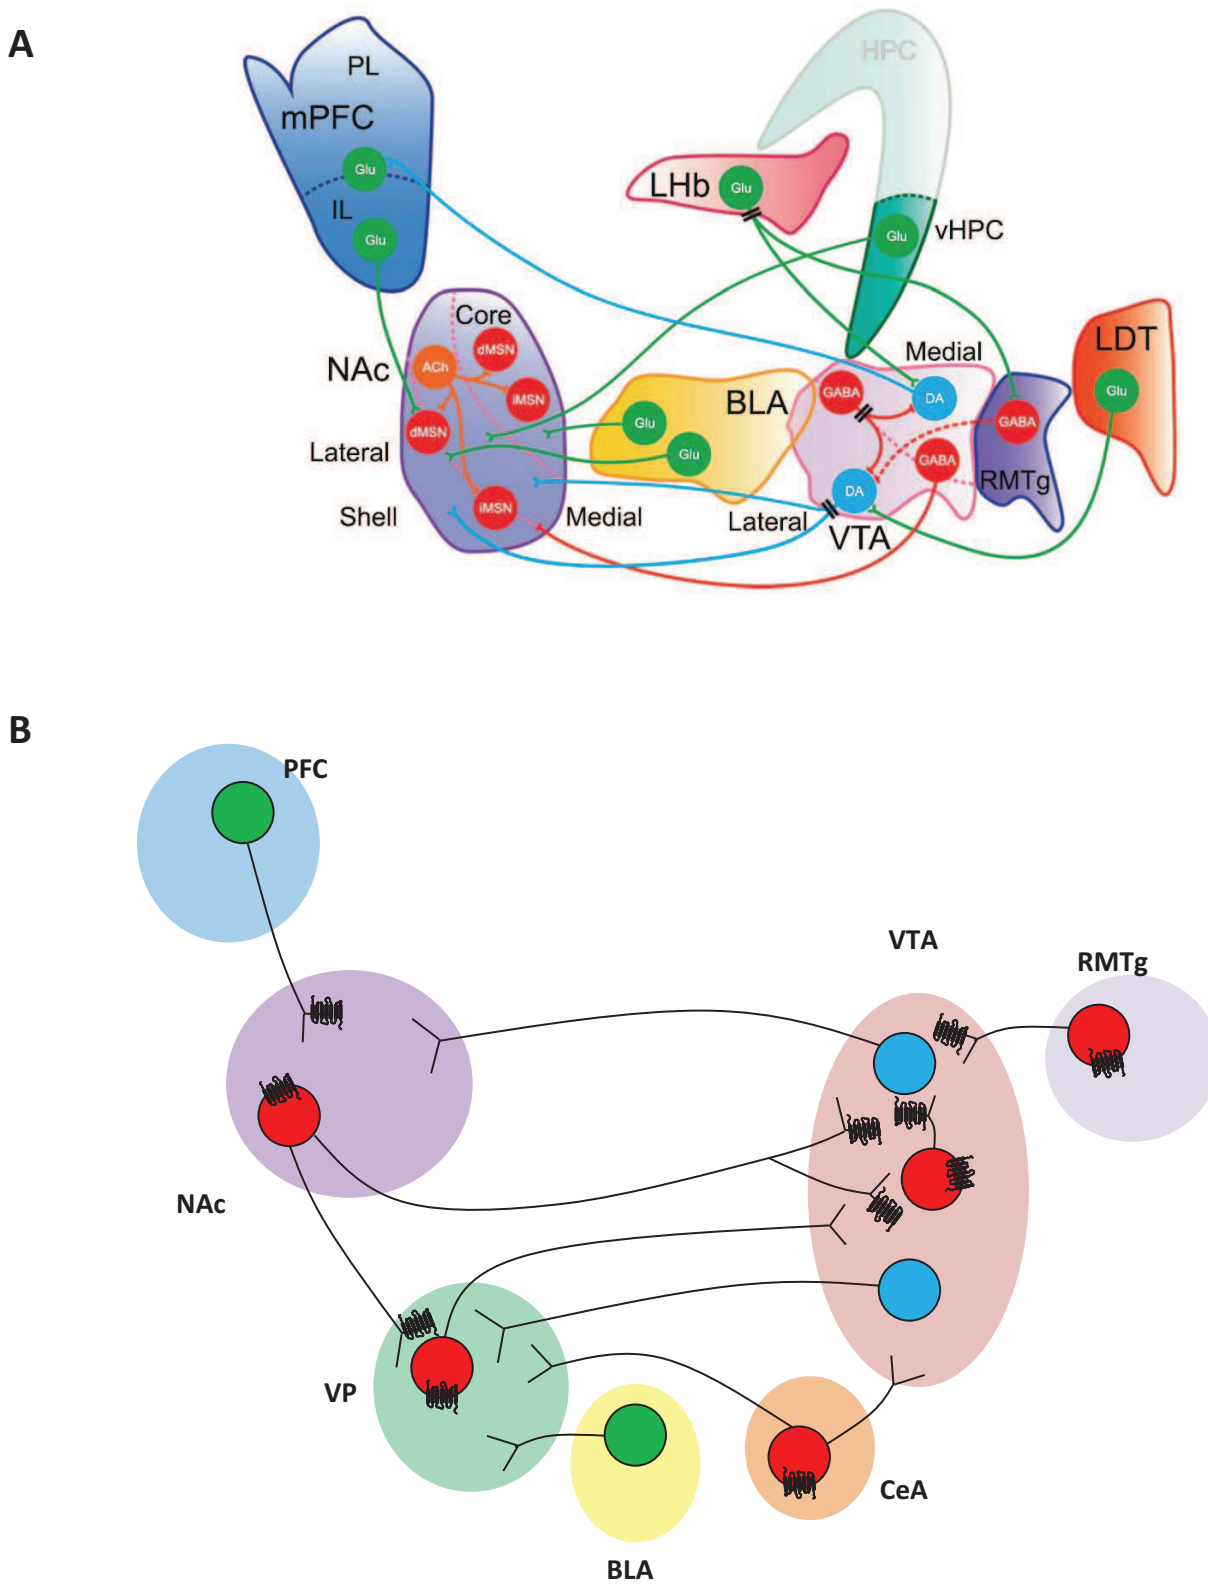 A
PL
mPFC
Glu
IL
Glu
HPC
LHb
Glu
Glu
vHPC
Core
dMSN
NAc
ACh
iMSN
dMSN
Lateral
Shell
iMSN
Medial
Glu
BLA
Glu
Medial
GABA
DA
GABA
GABA
DA
Lateral
VTA
RMTg
LDT
Glu
B
PFC
VTA
RMTg
NAc
VP
CeA
BLA